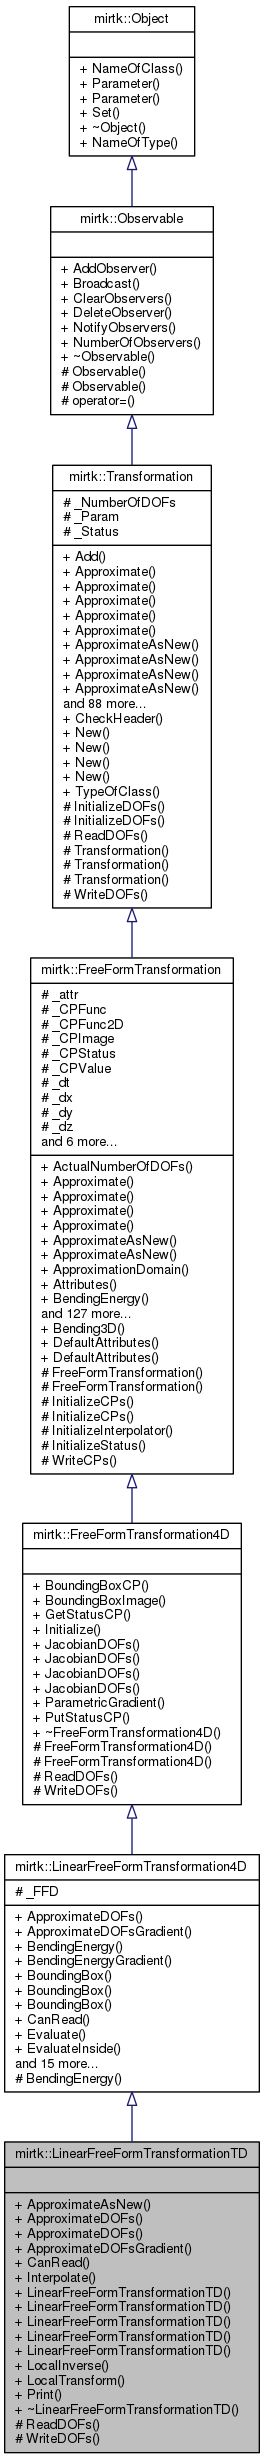 mirtk::Object
+ NameOfClass()
+ Parameter()
+ Parameter()
+ Set()
+ ~Object()
+ NameOfType()
mirtk::Observable
+ AddObserver()
+ Broadcast()
+ ClearObservers()
+ DeleteObserver()
+ NotifyObservers()
+ NumberOfObservers()
+ ~Observable()
# Observable()
# Observable()
# operator=()
mirtk::Transformation
# _NumberOfDOFs
# _Param
# _Status
+ Add()
+ Approximate()
+ Approximate()
+ Approximate()
+ Approximate()
+ Approximate()
+ ApproximateAsNew()
+ ApproximateAsNew()
+ ApproximateAsNew()
+ ApproximateAsNew()
and 88 more...
+ CheckHeader()
+ New()
+ New()
+ New()
+ New()
+ TypeOfClass()
# InitializeDOFs()
# InitializeDOFs()
# ReadDOFs()
# Transformation()
# Transformation()
# Transformation()
# WriteDOFs()
mirtk::FreeFormTransformation
# _attr
# _CPFunc
# _CPFunc2D
# _CPImage
# _CPStatus
# _CPValue
# _dt
# _dx
# _dy
# _dz
and 6 more...
+ ActualNumberOfDOFs()
+ Approximate()
+ Approximate()
+ Approximate()
+ Approximate()
+ ApproximateAsNew()
+ ApproximateAsNew()
+ ApproximationDomain()
+ Attributes()
+ BendingEnergy()
and 127 more...
+ Bending3D()
+ DefaultAttributes()
+ DefaultAttributes()
# FreeFormTransformation()
# FreeFormTransformation()
# InitializeCPs()
# InitializeCPs()
# InitializeInterpolator()
# InitializeStatus()
# WriteCPs()
mirtk::FreeFormTransformation4D
+ BoundingBoxCP()
+ BoundingBoxImage()
+ GetStatusCP()
+ Initialize()
+ JacobianDOFs()
+ JacobianDOFs()
+ JacobianDOFs()
+ JacobianDOFs()
+ ParametricGradient()
+ PutStatusCP()
+ ~FreeFormTransformation4D()
# FreeFormTransformation4D()
# FreeFormTransformation4D()
# ReadDOFs()
# WriteDOFs()
mirtk::LinearFreeFormTransformation4D
# _FFD
+ ApproximateDOFs()
+ ApproximateDOFsGradient()
+ BendingEnergy()
+ BendingEnergyGradient()
+ BoundingBox()
+ BoundingBox()
+ BoundingBox()
+ CanRead()
+ Evaluate()
+ EvaluateInside()
and 15 more...
# BendingEnergy()
mirtk::LinearFreeFormTransformationTD
+ ApproximateAsNew()
+ ApproximateDOFs()
+ ApproximateDOFs()
+ ApproximateDOFsGradient()
+ CanRead()
+ Interpolate()
+ LinearFreeFormTransformationTD()
+ LinearFreeFormTransformationTD()
+ LinearFreeFormTransformationTD()
+ LinearFreeFormTransformationTD()
+ LinearFreeFormTransformationTD()
+ LocalInverse()
+ LocalTransform()
+ Print()
+ ~LinearFreeFormTransformationTD()
# ReadDOFs()
# WriteDOFs()